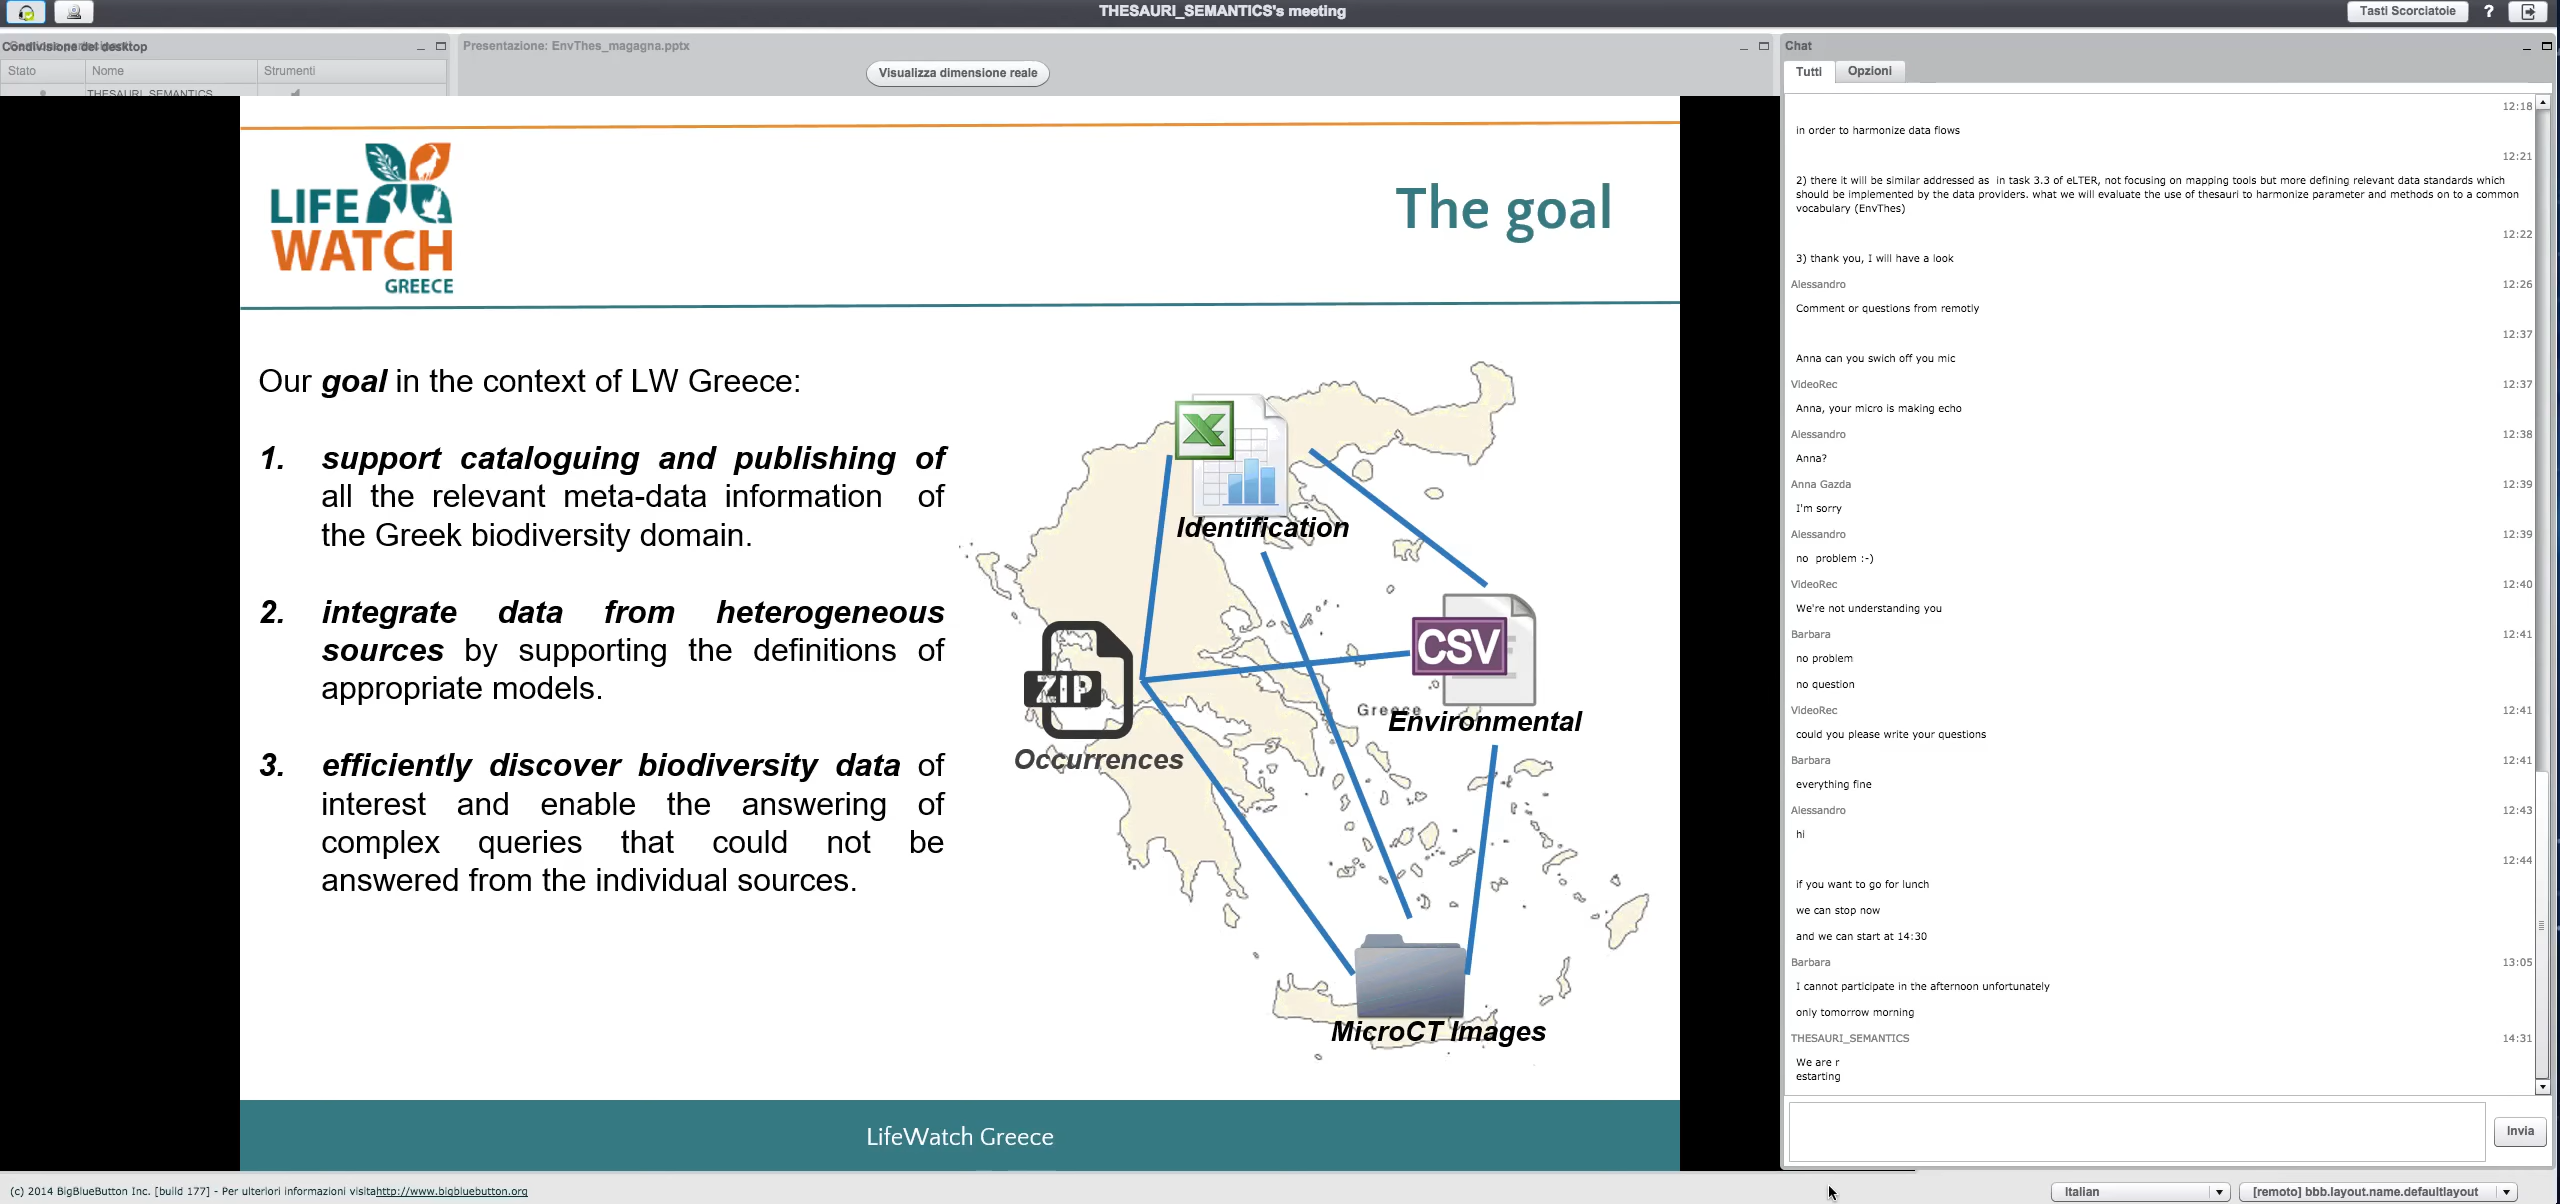 THESAURI_SEMANTICS's meeting
Tasti Scorciatoie
?
Condivisione del desktop
Stato
Nome
Strumenti
THESAURI_SEMANTICS
Presentazione: EnvThes_magagna.pptx
Visualizza dimensione reale
LIFE
WATCH
GREECE
The goal
Our goal in the context of LW Greece:
1. support cataloguing and publishing of
all the relevant meta-data information of
the Greek biodiversity domain.
2. integrate data from heterogeneous
sources by supporting the definitions of
appropriate models.
3. efficiently discover biodiversity data of
interest and enable the answering of
complex queries that could not be
answered from the individual sources.
Identification
CSV
ZIP
Greece
Environmental
Occurrences
MicroCT Images
LifeWatch Greece
Chat
Tutti
Opzioni
12:18
in order to harmonize data flows
12:21
2) there it will be similar addressed as in task 3.3 of eLTER, not focusing on mapping tools but more defining relevant data standards which
should be implemented by the data providers. what we will evaluate the use of thesauri to harmonize parameter and methods on to a common
vocabulary (EnvThes)
12:22
3) thank you, I will have a look
Alessandro 12:26
Comment or questions from remotly
12:37
Anna can you swich off you mic
VideoRec 12:37
Anna, your micro is making echo
Alessandro 12:38
Anna?
Anna Gazda 12:39
I'm sorry
Alessandro 12:39
no problem :-)
VideoRec 12:40
We're not understanding you
Barbara 12:41
no problem
no question
VideoRec 12:41
could you please write your questions
Barbara 12:41
everything fine
Alessandro 12:43
hi
12:44
if you want to go for lunch
we can stop now
and we can start at 14:30
Barbara 13:05
I cannot participate in the afternoon unfortunately
only tomorrow morning
THESAURI_SEMANTICS 14:31
We are r
estarting
Invia
(c) 2014 BigBlueButton Inc. [build 177] - Per ulteriori informazioni visitahttp://www.bigbluebutton.org
Italian
[remoto] bbb.layout.name.defaultlayout